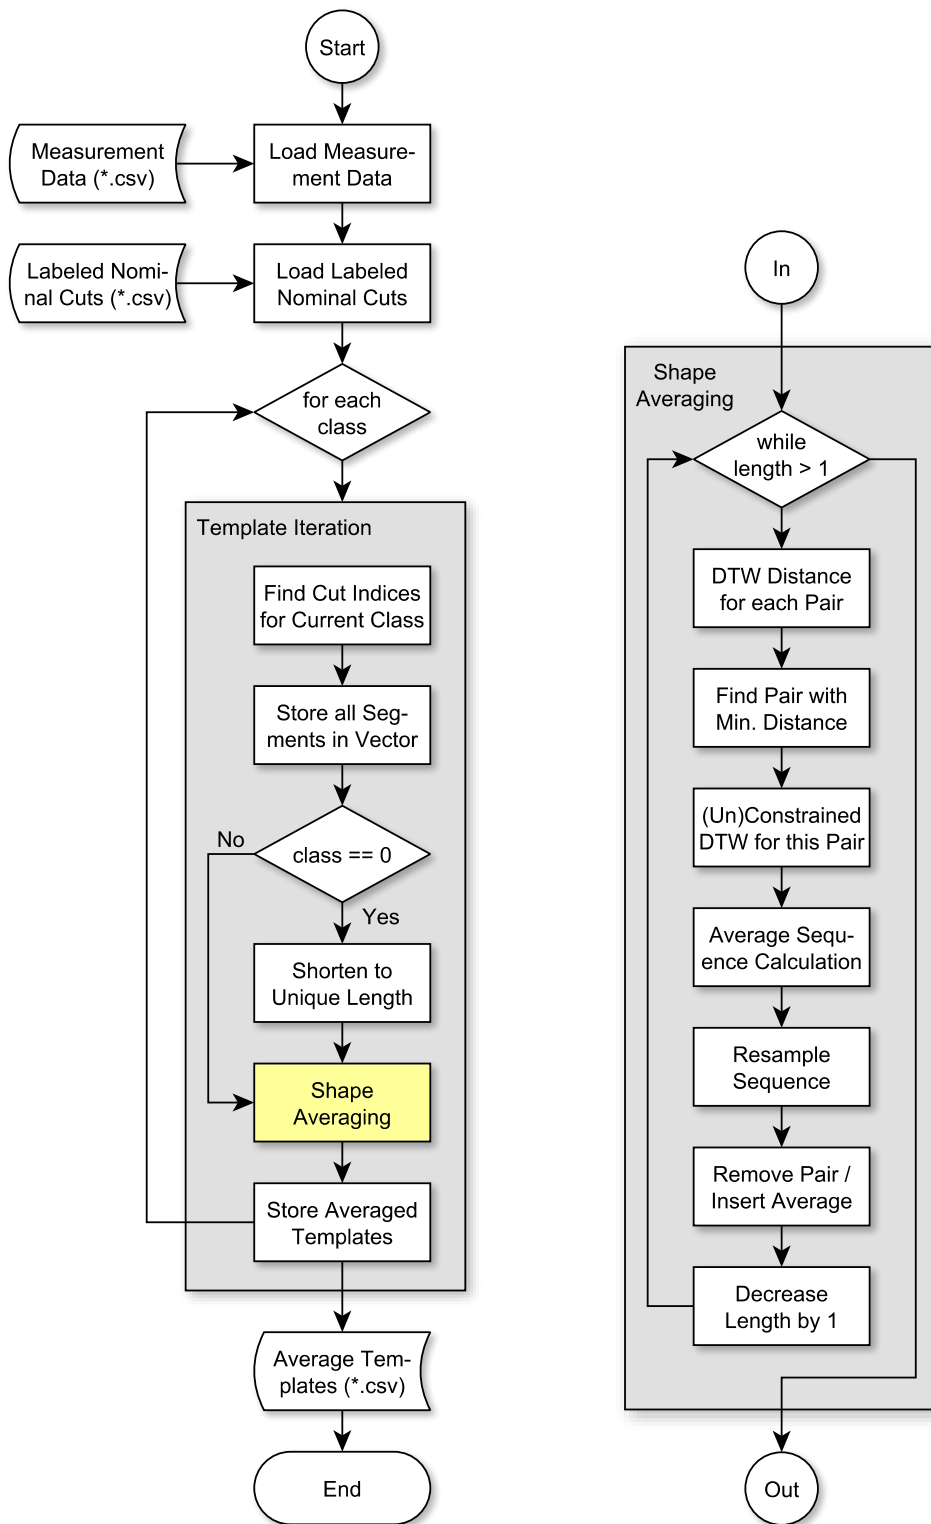 Start
Measurement
Data (*.csv)
Load Measure-
ment Data
Labeled Nomi-
nal Cuts (*.csv)
Load Labeled
Nominal Cuts
for each
class
Template Iteration
Find Cut Indices
for Current Class
Store all Seg-
ments in Vector
class == 0
No
Yes
Shorten to
Unique Length
Shape
Averaging
Store Averaged
Templates
Average Tem-
plates (*.csv)
End
In
Shape
Averaging
while
length > 1
DTW Distance
for each Pair
Find Pair with
Min. Distance
(Un)Constrained
DTW for this Pair
Average Sequ-
ence Calculation
Resample
Sequence
Remove Pair /
Insert Average
Decrease
Length by 1
Out